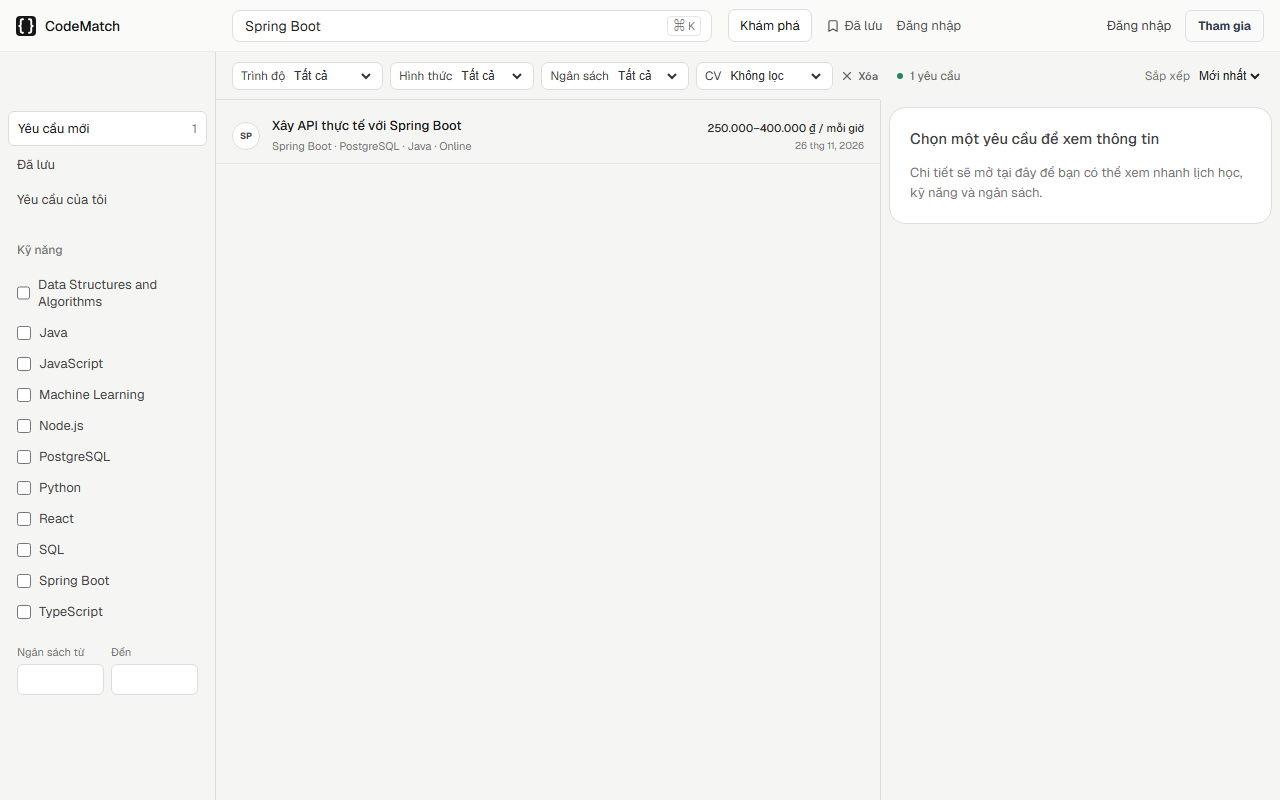 CodeMatch
Spring Boot
⌘ K
Khám phá
Đã lưu
Đăng nhập
Đăng nhập
Tham gia
Trình độ Tất cả
Hình thức Tất cả
Ngân sách Tất cả
CV Không lọc
Xóa
1 yêu cầu
Sắp xếp Mới nhất
Yêu cầu mới 1
Đã lưu
Yêu cầu của tôi
Kỹ năng
Data Structures and
Algorithms
Java
JavaScript
Machine Learning
Node.js
PostgreSQL
Python
React
SQL
Spring Boot
TypeScript
Ngân sách từ
Đến
SP
Xây API thực tế với Spring Boot
Spring Boot · PostgreSQL · Java · Online
250.000–400.000 ₫ / mỗi giờ
26 thg 11, 2026
Chọn một yêu cầu để xem thông tin
Chi tiết sẽ mở tại đây để bạn có thể xem nhanh lịch học,
kỹ năng và ngân sách.